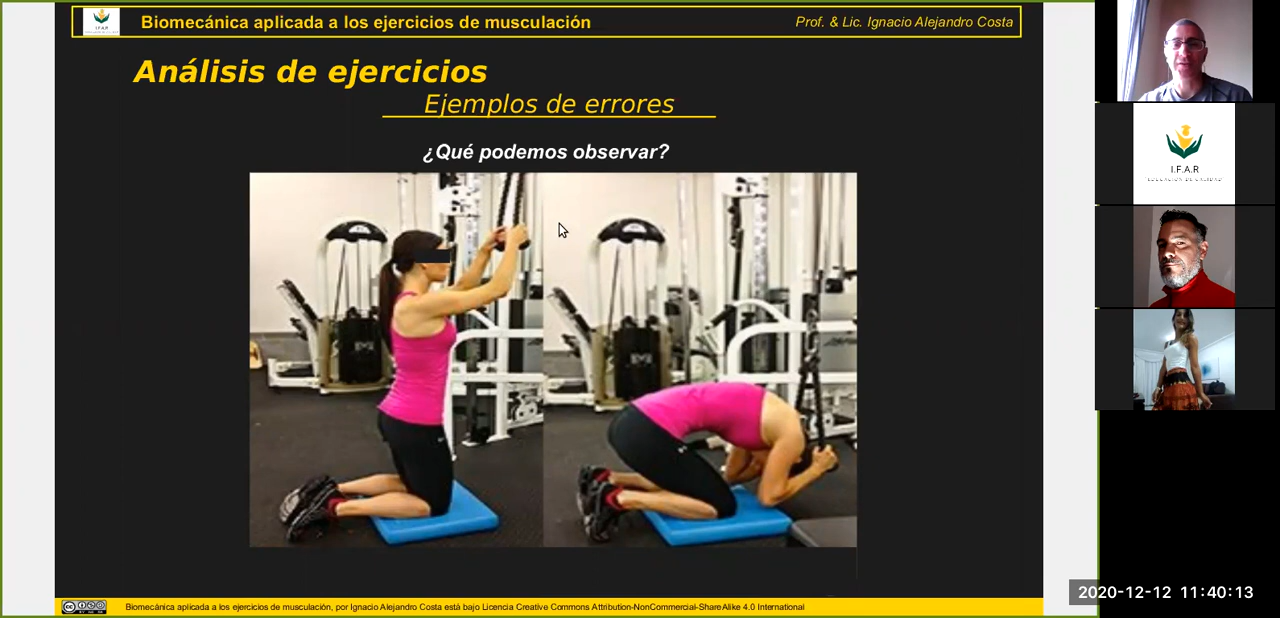 Biomecánica aplicada a los ejercicios de musculación
Prof. & Lic. Ignacio Alejandro Costa
Análisis de ejercicios
Ejemplos de errores
¿Qué podemos observar?
I.F.A.R
Biomecánica aplicada a los ejercicios de musculación, por Ignacio Alejandro Costa está bajo Licencia Creative Commons Attribution-NonCommercial-ShareAlike 4.0 International
2020-12-12 11:40:13